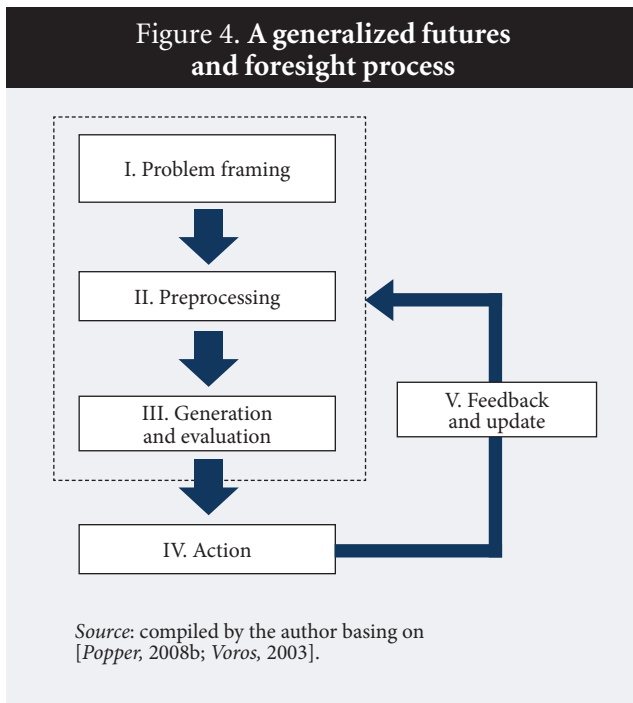 Figure 4. A generalized futures
and foresight process
I. Problem framing
II. Preprocessing
III. Generation
and evaluation
V. Feedback
and update
IV. Action
Source: compiled by the author basing on
[Popper, 2008b; Voros, 2003].